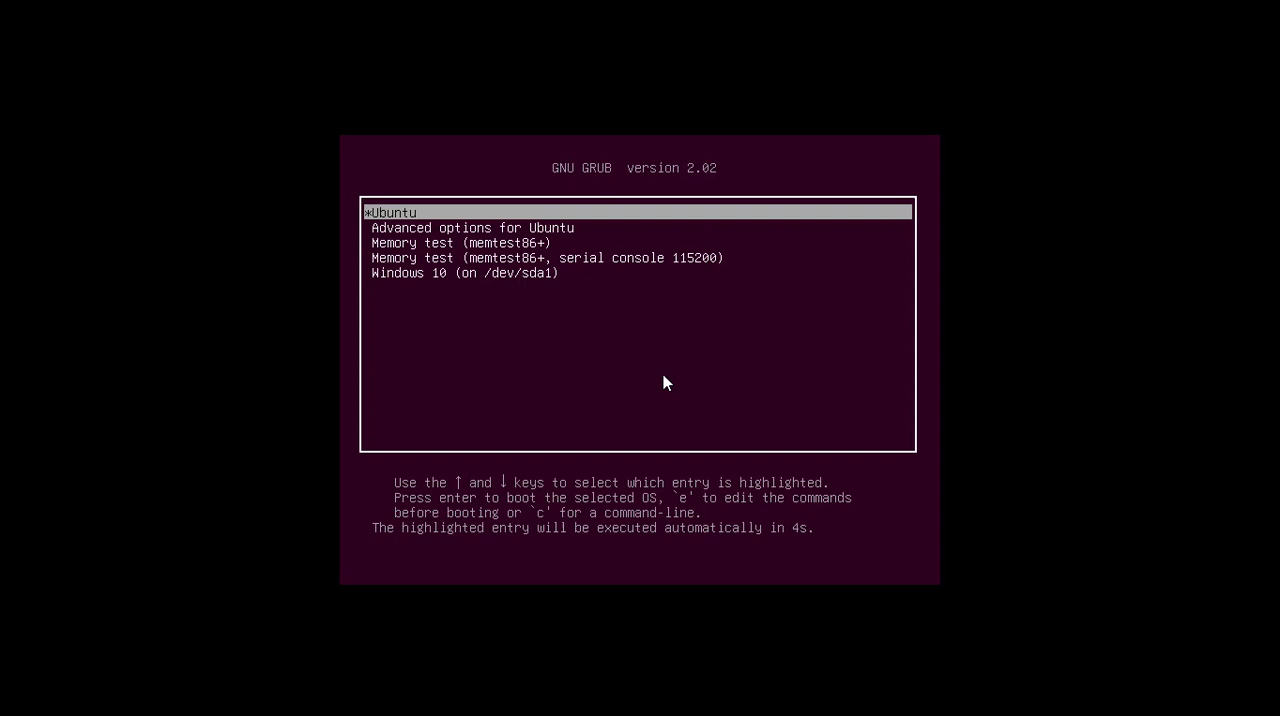 GNU GRUB  version 2.02
*Ubuntu
Advanced options for Ubuntu
Memory test (memtest86+)
Memory test (memtest86+, serial console 115200)
Windows 10 (on /dev/sda1)
Use the ↑ and ↓ keys to select which entry is highlighted.
Press enter to boot the selected OS, `e' to edit the commands
before booting or `c' for a command-line.
The highlighted entry will be executed automatically in 4s.